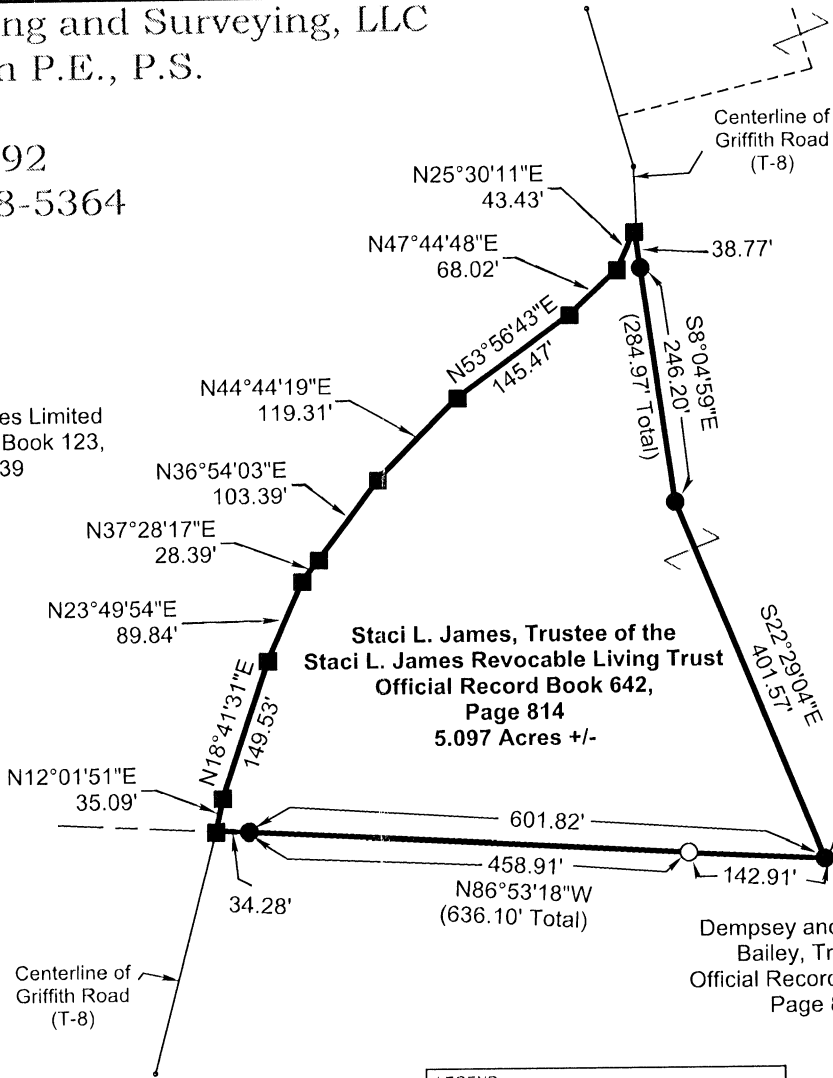 ng and Surveying, LLC
n P.E., P.S.
92
8-5364
Centerline of
Griffith Road
(T-8)
N25°30'11"E
43.43'
N47°44'48"E
68.02'
38.77'
N53°56'43"E
145.47'
S8°04'59"E
246.20'
(284.97' Total)
N44°44'19"E
119.31'
es Limited
Book 123,
39
N36°54'03"E
103.39'
N37°28'17"E
28.39'
N23°49'54"E
89.84'
S22°29'04"E
401.57'
Staci L. James, Trustee of the
Staci L. James Revocable Living Trust
Official Record Book 642,
Page 814
5.097 Acres +/-
N18°41'31"E
149.53'
N12°01'51"E
35.09'
601.82'
458.91'
142.91'
N86°53'18"W
(636.10' Total)
34.28'
Dempsey and
Bailey, Tr
Official Record
Page 8
Centerline of
Griffith Road
(T-8)